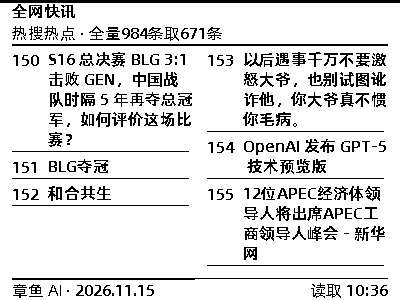 全网快讯
热搜热点 · 全量984条取671条
150 S16 总决赛 BLG 3:1
击败 GEN，中国战
队时隔 5 年再夺总冠
军，如何评价这场比
赛？
151 BLG夺冠
152 和合共生
153 以后遇事千万不要激
怒大爷，也别试图讹
诈他，你大爷真不惯
你毛病。
154 OpenAI 发布 GPT-5
技术预览版
155 12位APEC经济体领
导人将出席APEC工
商领导人峰会 - 新华
网
章鱼 AI · 2026.11.15
读取 10:36